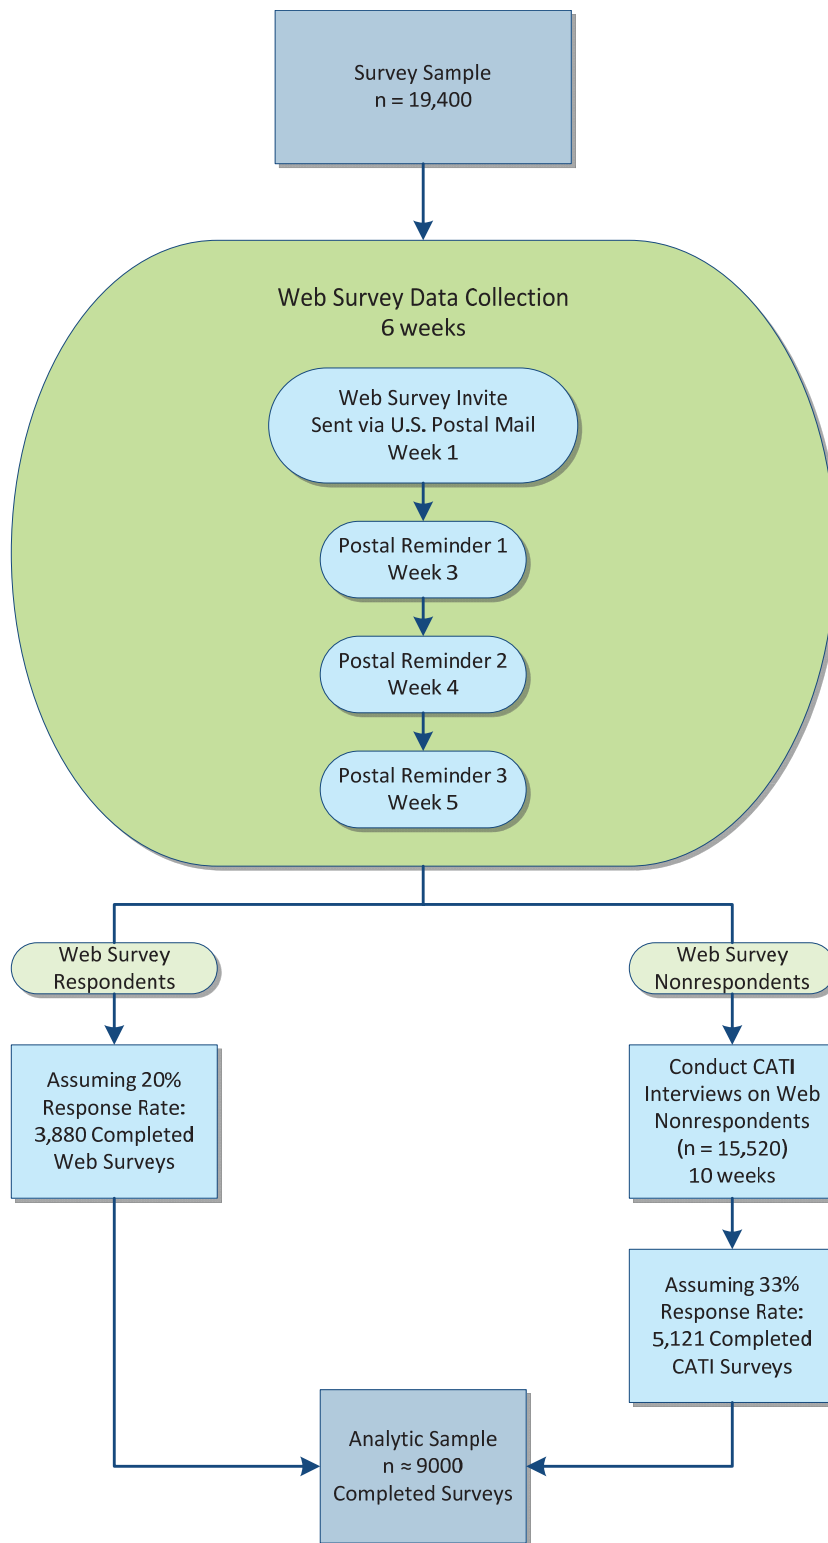 Survey Sample
n = 19,400
Web Survey Data Collection
6 weeks
Web Survey Invite
Sent via U.S. Postal Mail
Week 1
Postal Reminder 1
Week 3
Postal Reminder 2
Week 4
Postal Reminder 3
Week 5
Web Survey
Respondents
Web Survey
Nonrespondents
Assuming 20%
Response Rate:
3,880 Completed
Web Surveys
Conduct CATI
Interviews on Web
Nonrespondents
(n = 15,520)
10 weeks
Assuming 33%
Response Rate:
5,121 Completed
CATI Surveys
Analytic Sample
n ≈ 9000
Completed Surveys